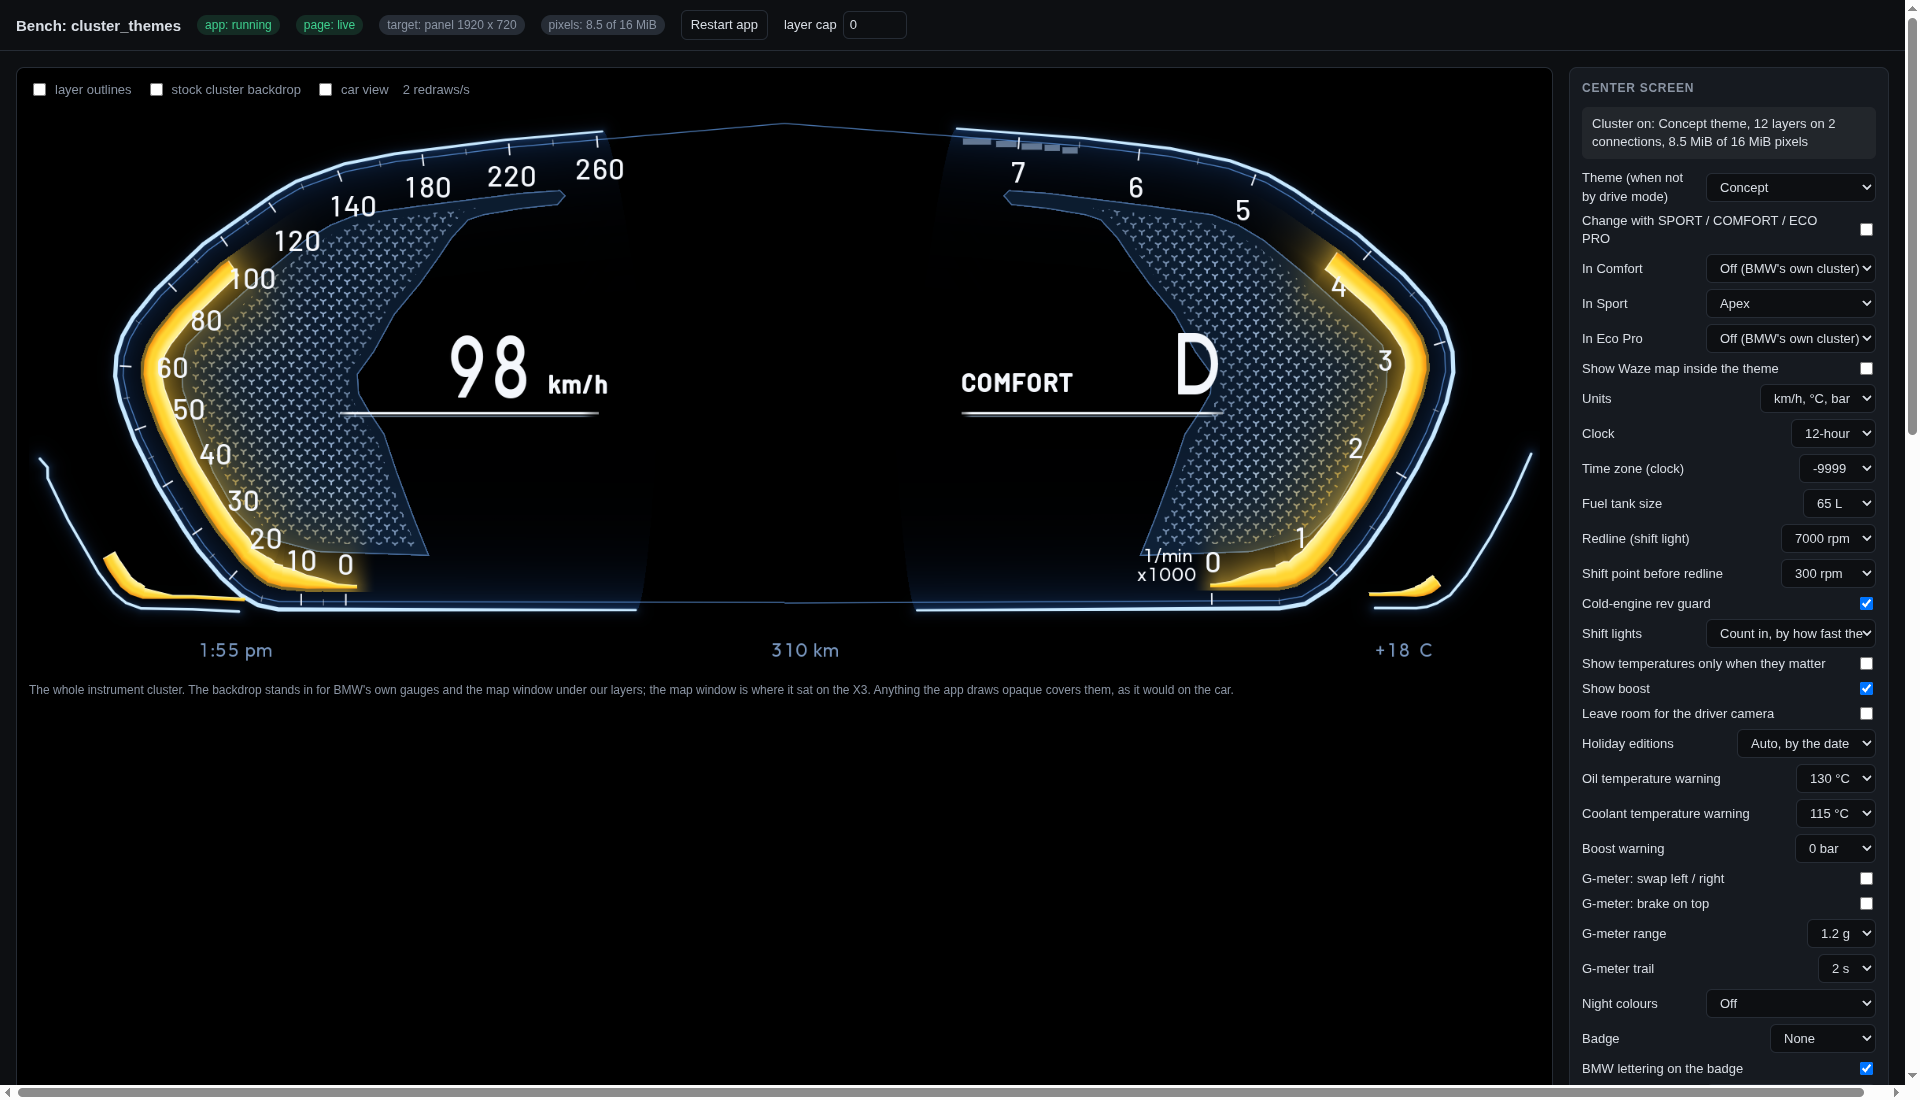 Bench: cluster_themes
app: running
page: live
target: panel 1920 x 720
pixels: 8.5 of 16 MiB
Restart app
layer cap
0
layer outlines
stock cluster backdrop
car view
2 redraws/s
260
220
180
140
120
100
80
60
50
40
30
20
10
0
98 km/h
COMFORT D
7
6
5
4
3
2
1
0
1/min
x1000
1:55 pm
310 km
+18 C
The whole instrument cluster. The backdrop stands in for BMW's own gauges and the map window under our layers; the map window is where it sat on the X3. Anything the app draws opaque covers them, as it would on the car.
CENTER SCREEN
Cluster on: Concept theme, 12 layers on 2
connections, 8.5 MiB of 16 MiB pixels
Theme (when not
by drive mode)
Concept
Change with SPORT / COMFORT / ECO
PRO
In Comfort
Off (BMW's own cluster)
In Sport
Apex
In Eco Pro
Off (BMW's own cluster)
Show Waze map inside the theme
Units
km/h, °C, bar
Clock
12-hour
Time zone (clock)
-9999
Fuel tank size
65 L
Redline (shift light)
7000 rpm
Shift point before redline
300 rpm
Cold-engine rev guard
Shift lights
Count in, by how fast the
Show temperatures only when they matter
Show boost
Leave room for the driver camera
Holiday editions
Auto, by the date
Oil temperature warning
130 °C
Coolant temperature warning
115 °C
Boost warning
0 bar
G-meter: swap left / right
G-meter: brake on top
G-meter range
1.2 g
G-meter trail
2 s
Night colours
Off
Badge
None
BMW lettering on the badge